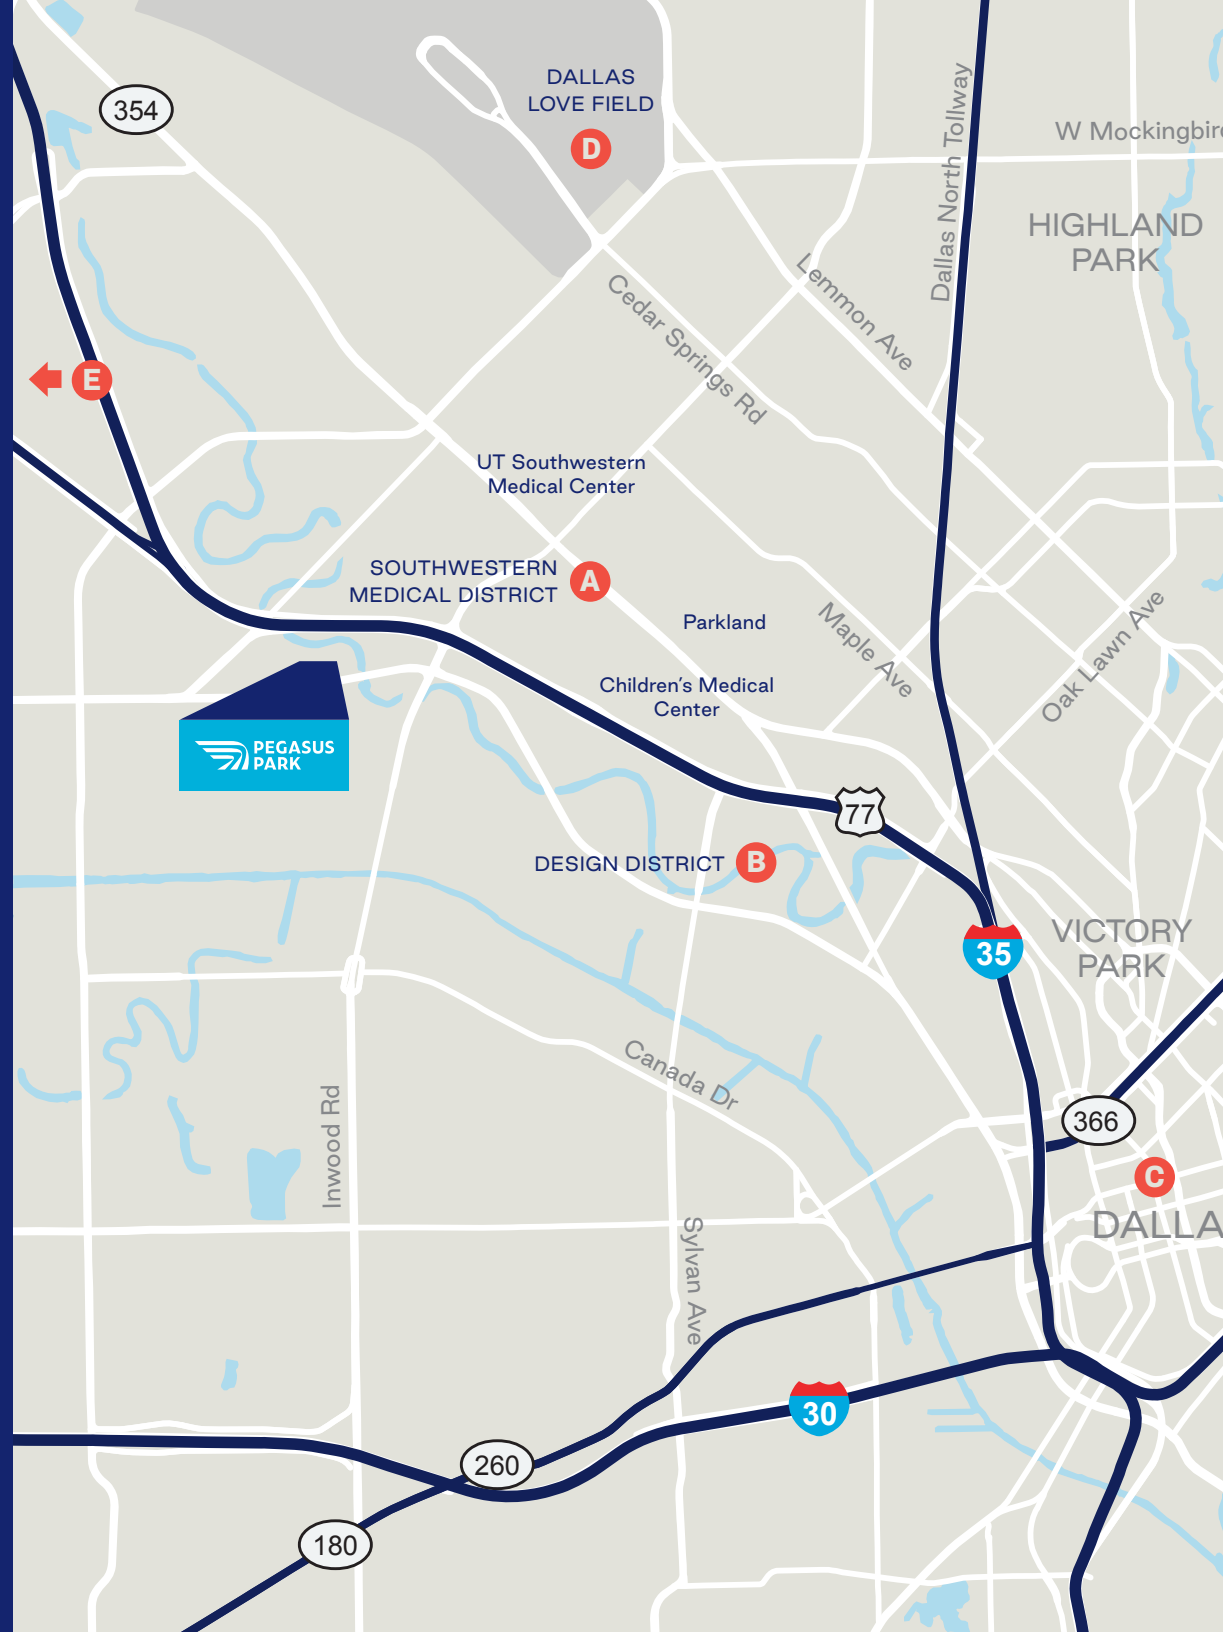 DALLAS
LOVE FIELD
D
354
Dallas North Tollway
W Mockingbird
HIGHLAND
PARK
Lemmon Ave
Cedar Springs Rd
E
UT Southwestern
Medical Center
SOUTHWESTERN
MEDICAL DISTRICT
A
Parkland
Maple Ave
Oak Lawn Ave
Children's Medical
Center
PEGASUS
PARK
77
DESIGN DISTRICT
B
35
VICTORY
PARK
Canada Dr
Inwood Rd
366
C
DALLA
Sylvan Ave
30
260
180